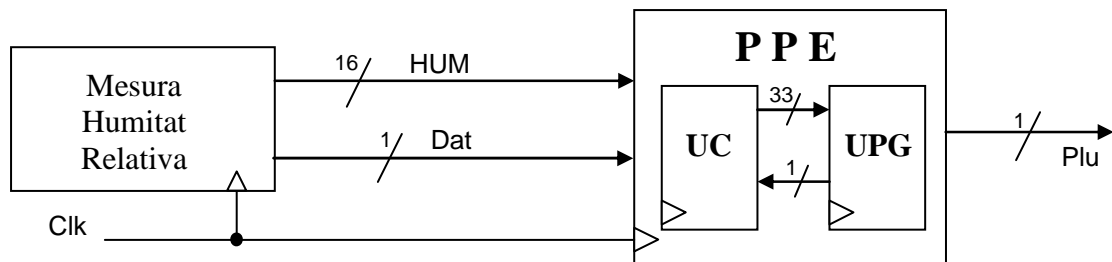 P P E
16
HUM
Mesura
Humitat
Relativa
33
UC
UPG
1
Dat
1
1
Plu
Clk